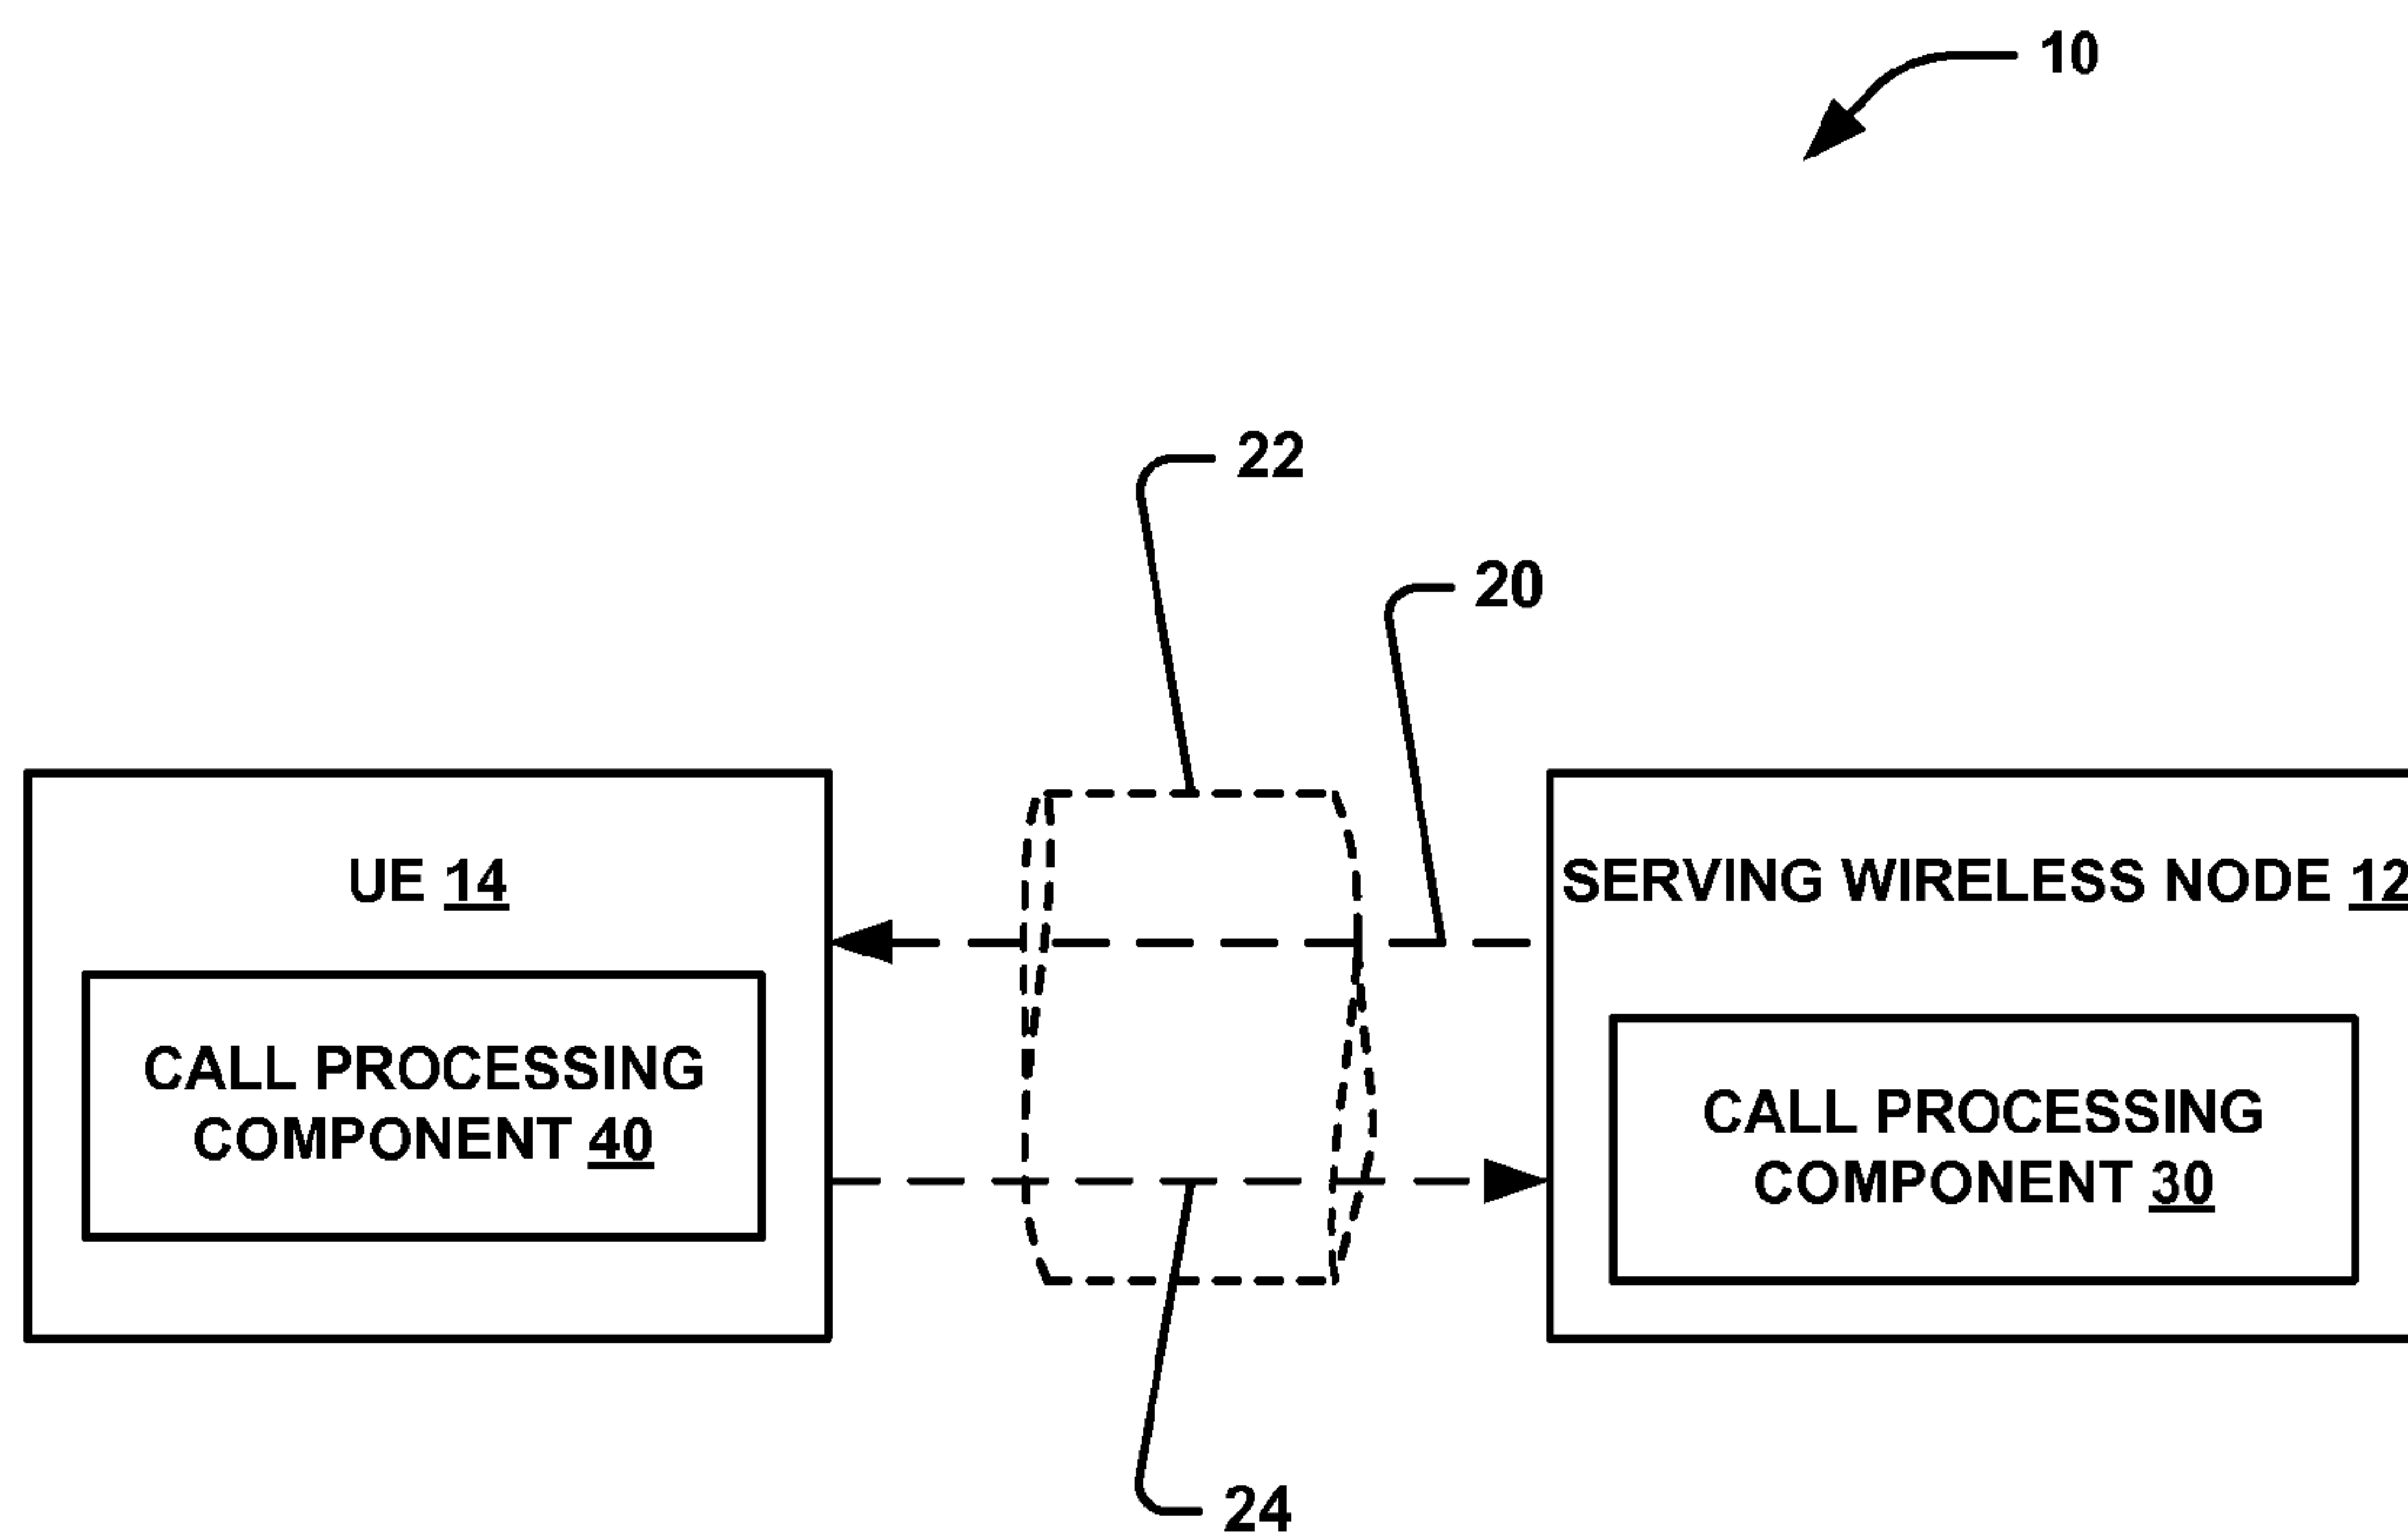 10
22
20
UE 14
SERVING WIRELESS NODE 12
CALL PROCESSING
COMPONENT 40
CALL PROCESSING
COMPONENT 30
24